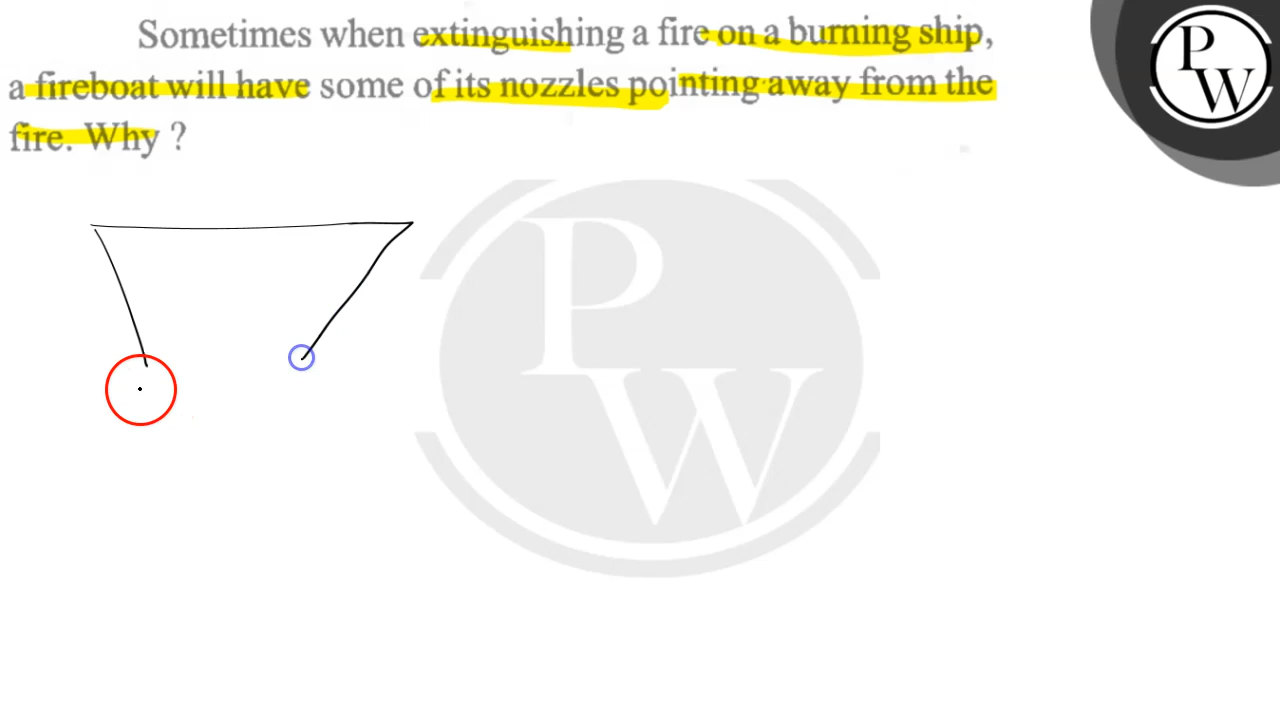 Sometimes when extinguishing a fire on a burning ship,
a fireboat will have some of its nozzles pointing away from the
fire. Why ?
P
W
P
W